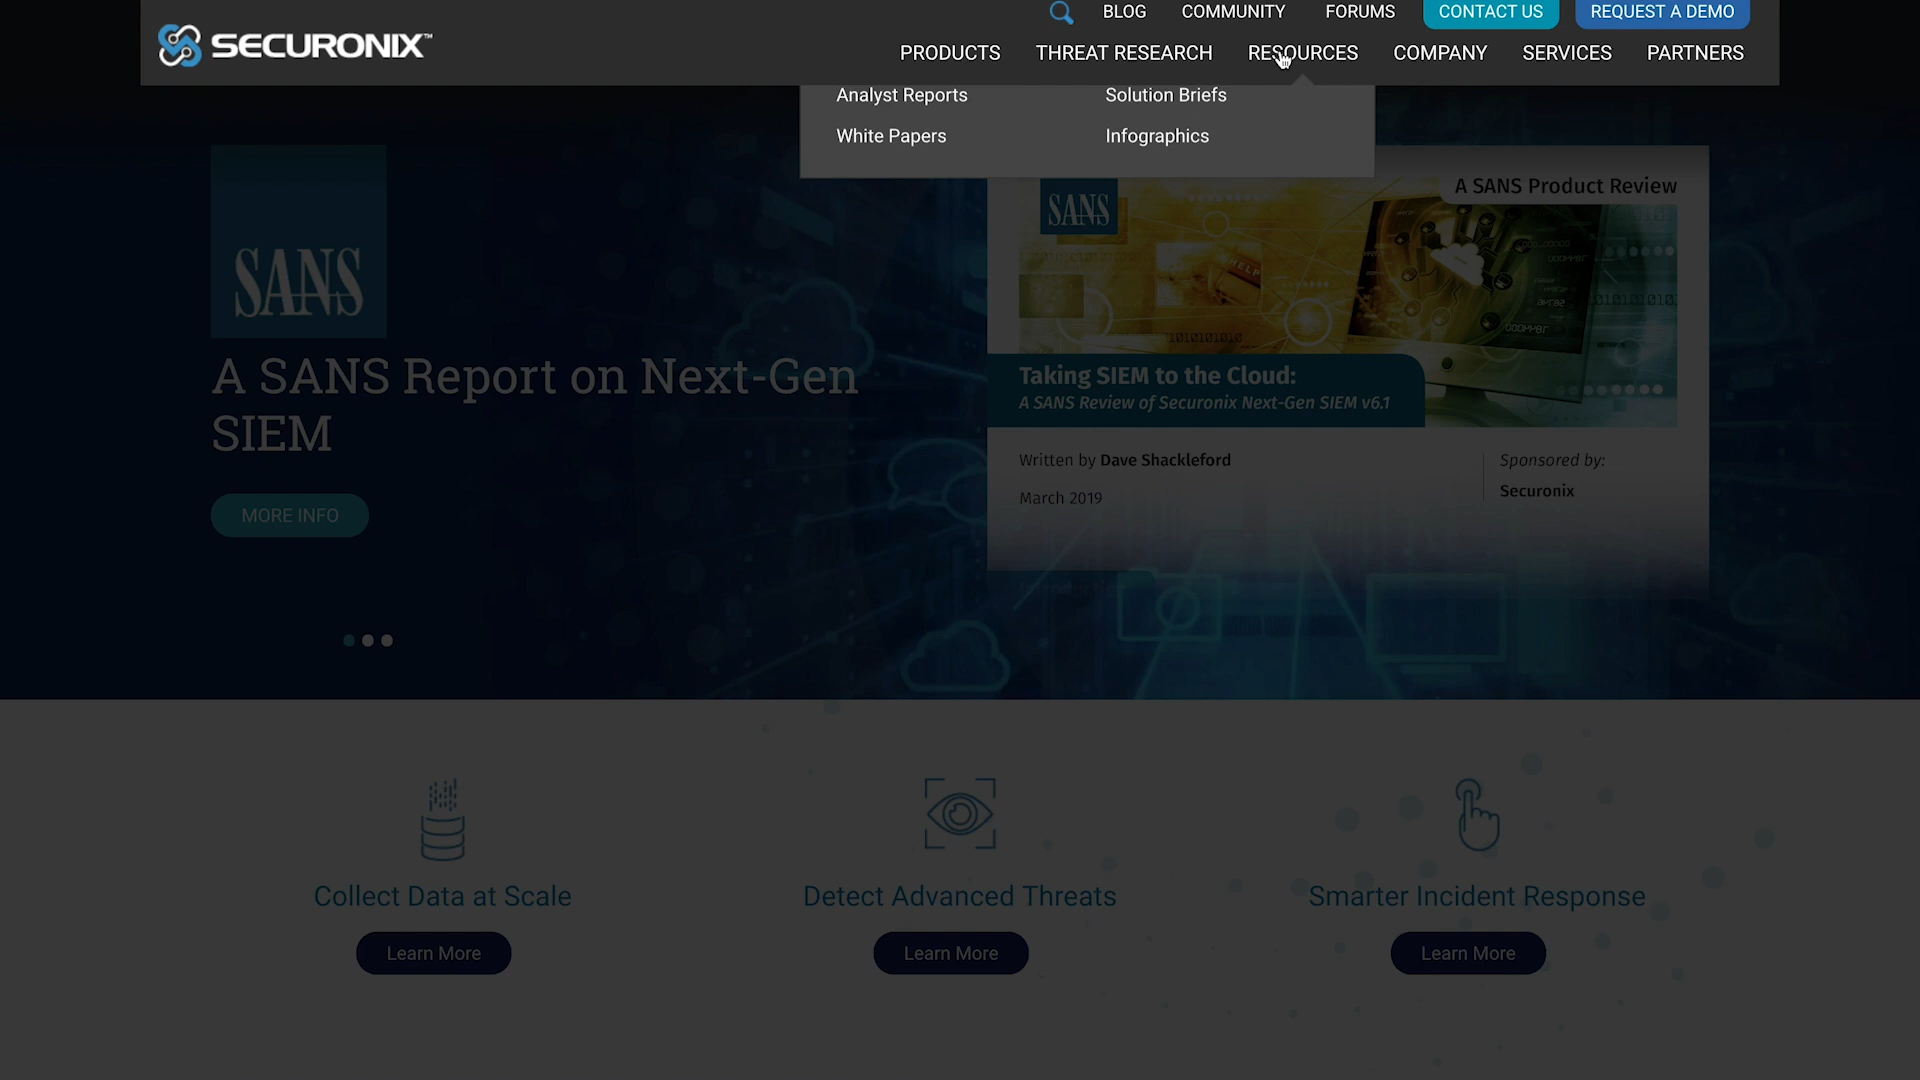 BLOG COMMUNITY FORUMS CONTACT US REQUEST A DEMO
SECURONIX™
PRODUCTS THREAT RESEARCH RESOURCES COMPANY SERVICES PARTNERS
Analyst Reports Solution Briefs
White Papers Infographics
SANS
A SANS Report on Next-Gen
SIEM
MORE INFO
A SANS Product Review
SANS
HELP
Taking SIEM to the Cloud:
A SANS Review of Securonix Next-Gen SIEM v6.1
Written by Dave Shackleford
March 2019
Sponsored by:
Securonix
Collect Data at Scale
Learn More
Detect Advanced Threats
Learn More
Smarter Incident Response
Learn More